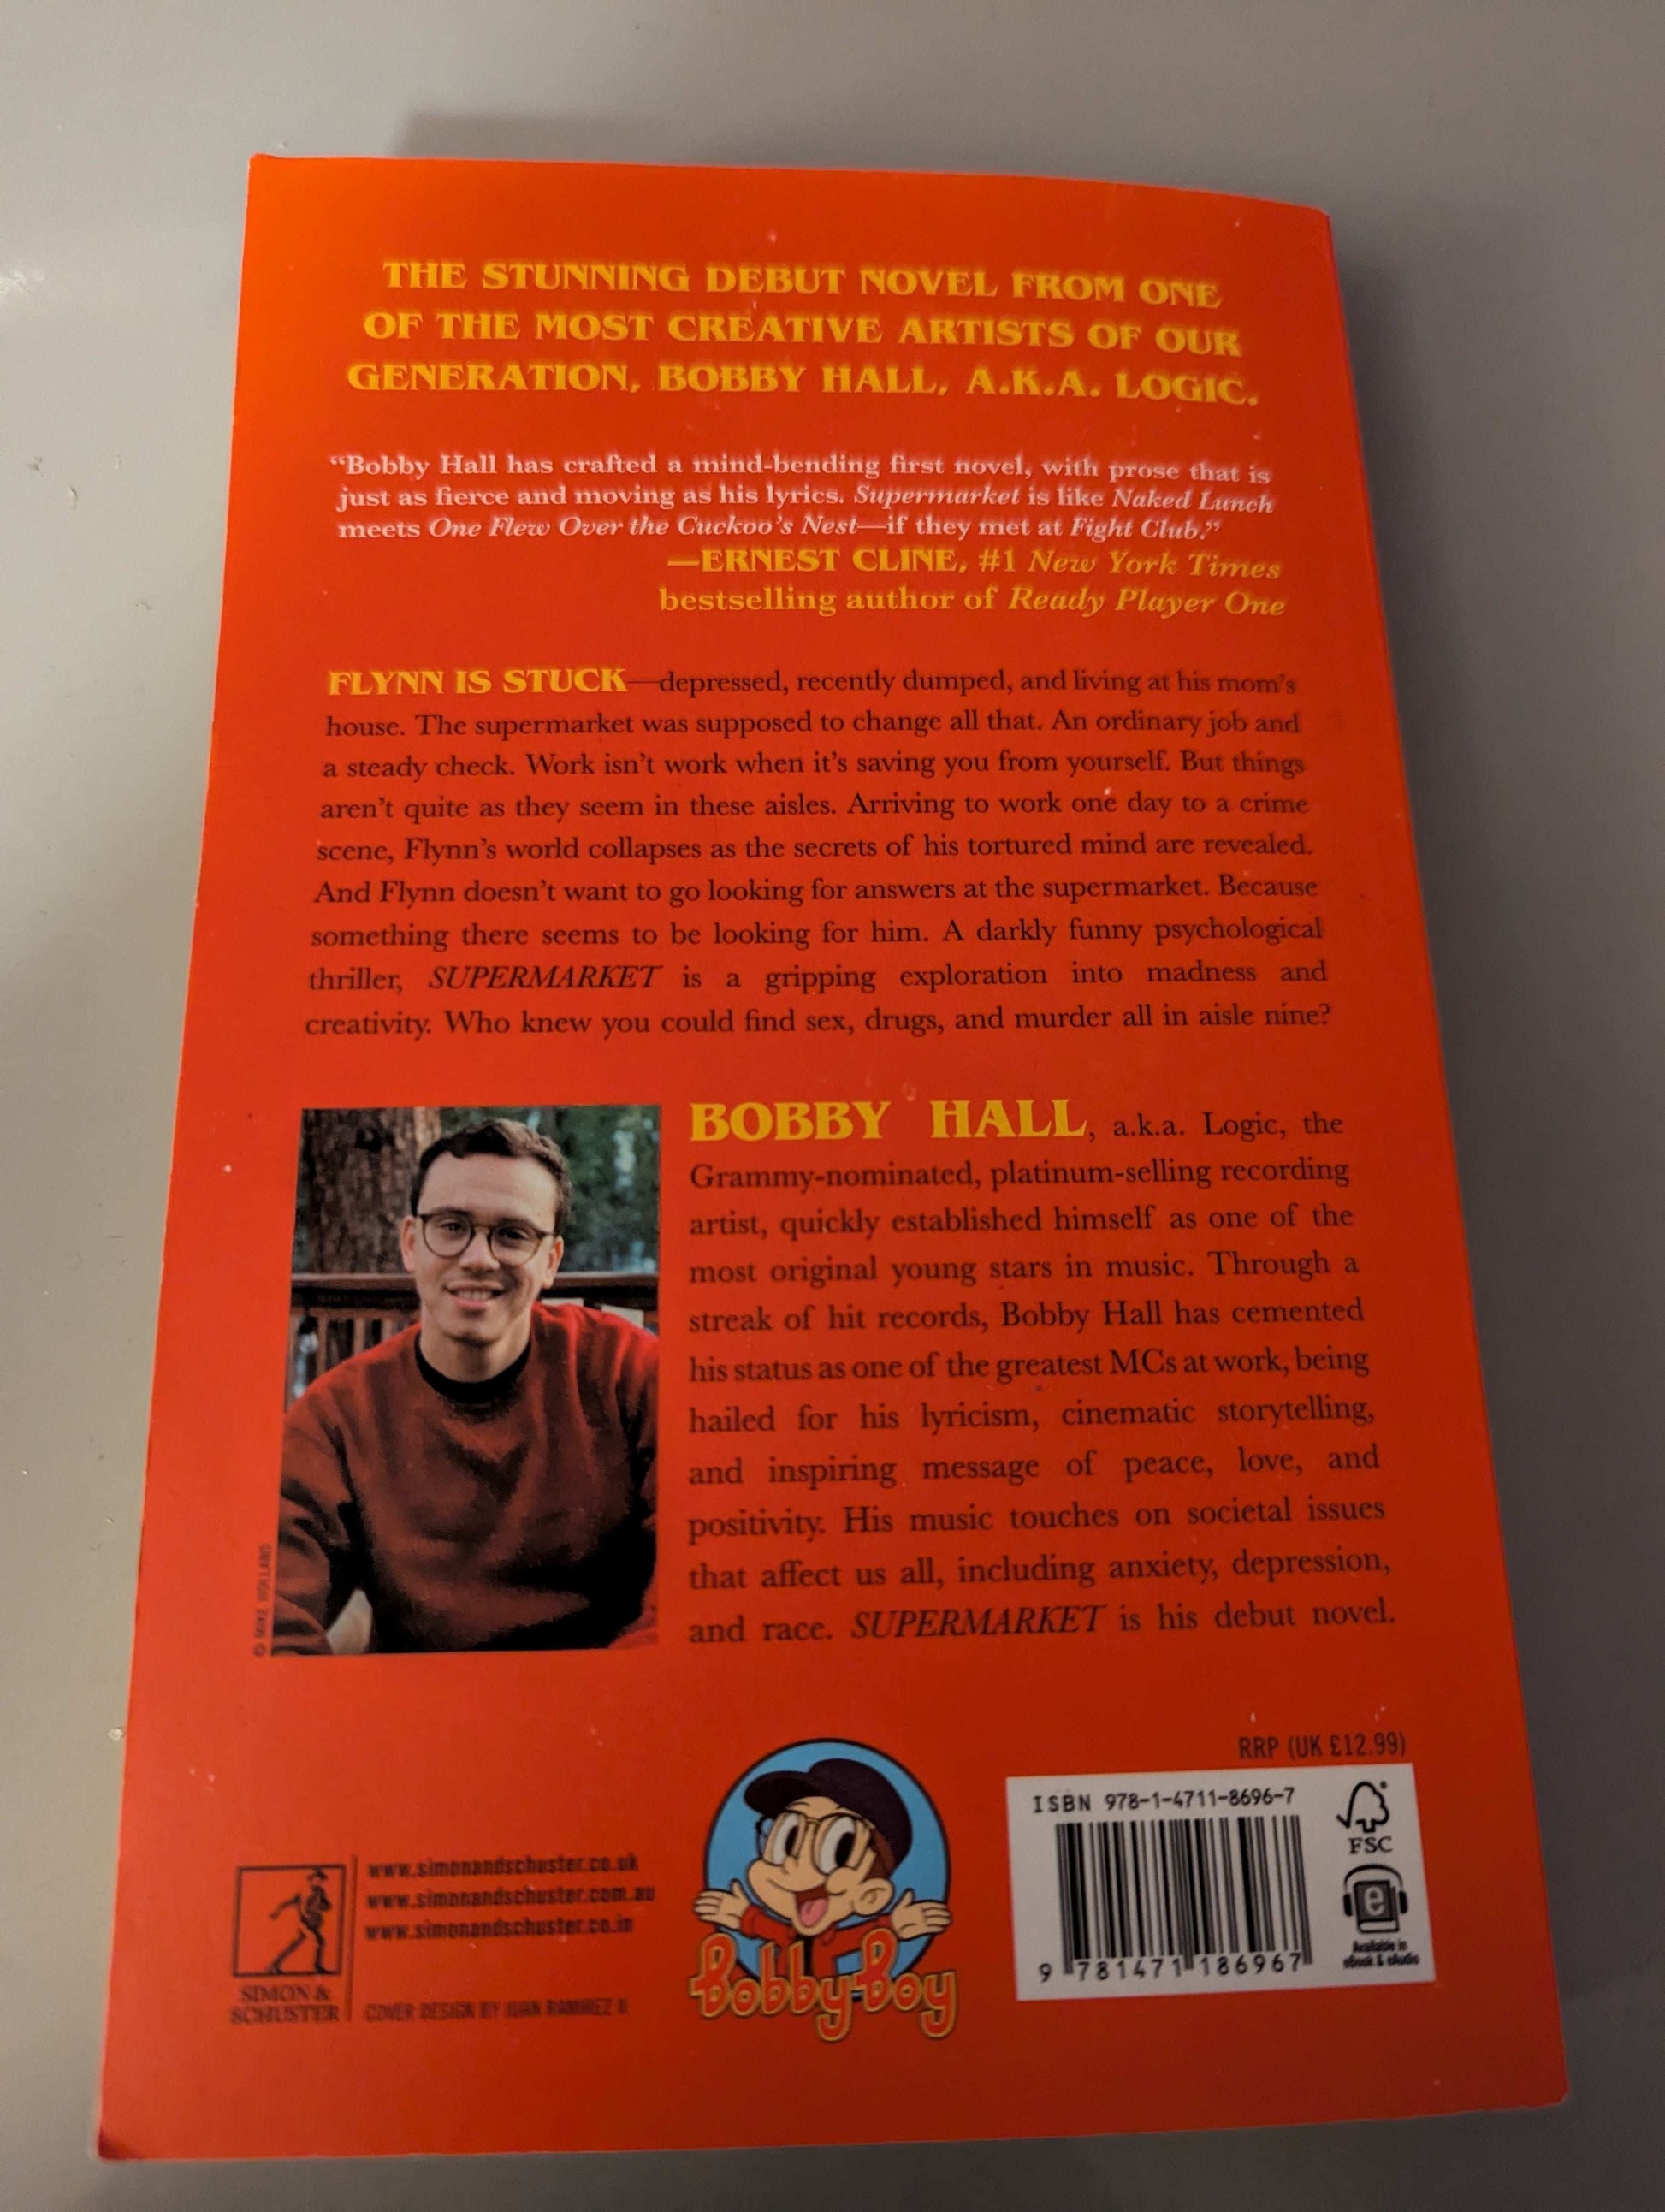 THE STUNNING DEBUT NOVEL FROM ONE
OF THE MOST CREATIVE ARTISTS OF OUR
GENERATION, BOBBY HALL, A.K.A. LOGIC.
“Bobby Hall has crafted a mind-bending first novel, with prose that is
just as fierce and moving as his lyrics. Supermarket is like Naked Lunch
meets One Flew Over the Cuckoo’s Nest—if they met at Fight Club.”
—ERNEST CLINE, #1 New York Times
bestselling author of Ready Player One
FLYNN IS STUCK—depressed, recently dumped, and living at his mom’s
house. The supermarket was supposed to change all that. An ordinary job and
a steady check. Work isn’t work when it’s saving you from yourself. But things
aren’t quite as they seem in these aisles. Arriving to work one day to a crime
scene, Flynn’s world collapses as the secrets of his tortured mind are revealed.
And Flynn doesn’t want to go looking for answers at the supermarket. Because
something there seems to be looking for him. A darkly funny psychological
thriller, SUPERMARKET is a gripping exploration into madness and
creativity. Who knew you could find sex, drugs, and murder all in aisle nine?
BOBBY HALL, a.k.a. Logic, the
Grammy-nominated, platinum-selling recording
artist, quickly established himself as one of the
most original young stars in music. Through a
streak of hit records, Bobby Hall has cemented
his status as one of the greatest MCs at work, being
hailed for his lyricism, cinematic storytelling,
and inspiring message of peace, love, and
positivity. His music touches on societal issues
that affect us all, including anxiety, depression,
and race. SUPERMARKET is his debut novel.
©
RRP (UK £12.99)
ISBN 978-1-4711-8696-7
FSC
e
Available in
eBook & eAudio
9 781471 186967
www.simonandschuster.co.uk
www.simonandschuster.com.au
www.simonandschuster.co.in
SIMON &
SCHUSTER
COVER DESIGN BY JUAN RAMIREZ II
Bobby Boy